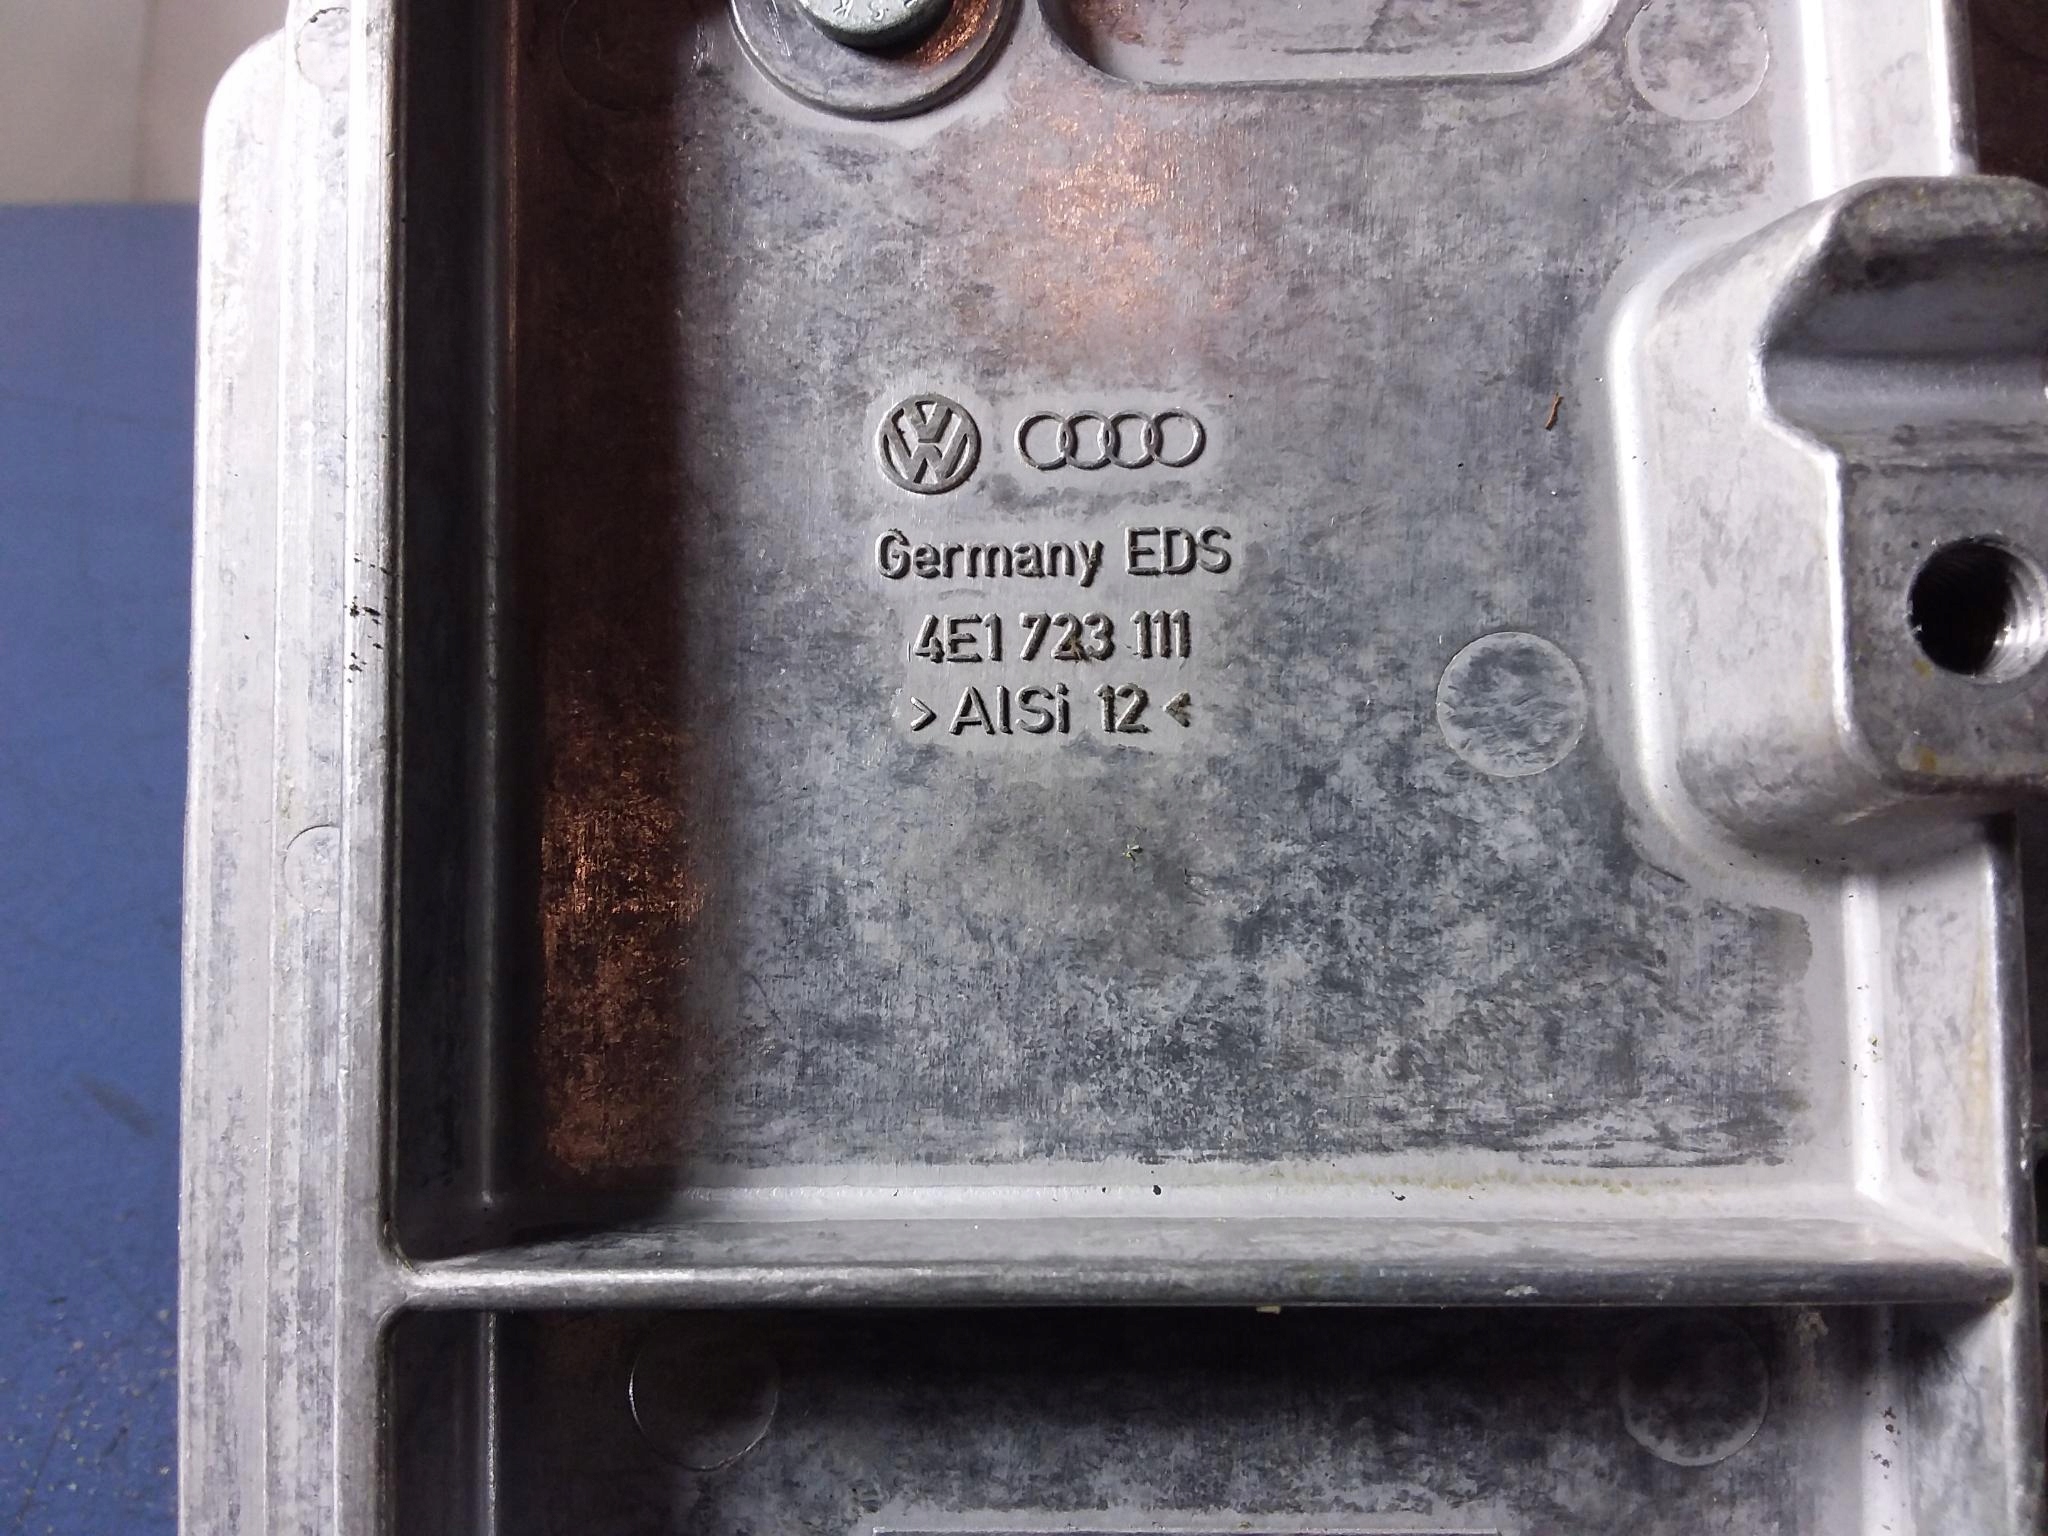 Germany EDS
4E1 723 111
>AlSi 12<